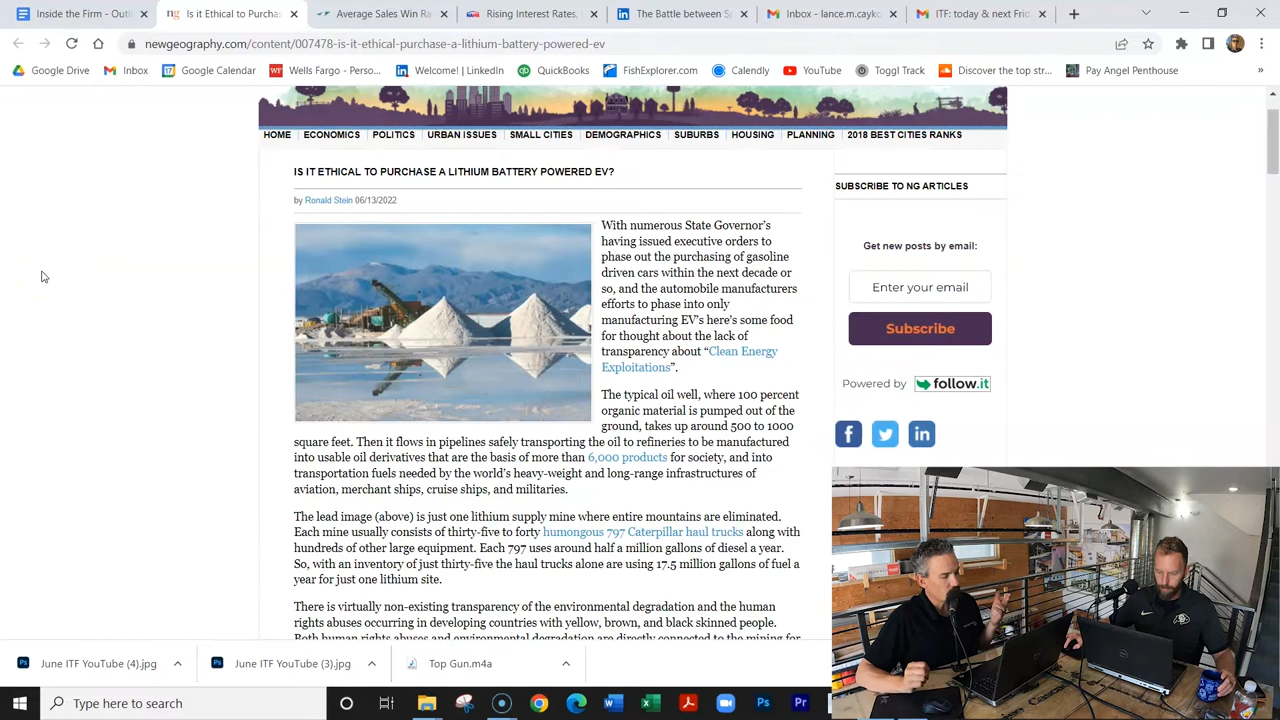 Inside the Firm - Outli
Is it Ethical to Purchas
Average Sales Win Ra
Rising Interest Rates,
The Battle between S
Inbox - lance.m.cayko
ITF: today & next Frid
newgeography.com/content/007478-is-it-ethical-purchase-a-lithium-battery-powered-ev
Google Drive
Inbox
Google Calendar
Wells Fargo - Perso...
Welcome! | LinkedIn
QuickBooks
FishExplorer.com
Calendly
YouTube
Toggl Track
Discover the top str...
Pay Angel Penthouse
»
HOME
ECONOMICS
POLITICS
URBAN ISSUES
SMALL CITIES
DEMOGRAPHICS
SUBURBS
HOUSING
PLANNING
2018 BEST CITIES RANKS
IS IT ETHICAL TO PURCHASE A LITHIUM BATTERY POWERED EV?
by Ronald Stein 06/13/2022
With numerous State Governor's
having issued executive orders to
phase out the purchasing of gasoline
driven cars within the next decade or
so, and the automobile manufacturers
efforts to phase into only
manufacturing EV's here's some food
for thought about the lack of
transparency about “Clean Energy
Exploitations”.
The typical oil well, where 100 percent
organic material is pumped out of the
ground, takes up around 500 to 1000
square feet. Then it flows in pipelines safely transporting the oil to refineries to be manufactured
into usable oil derivatives that are the basis of more than 6,000 products for society, and into
transportation fuels needed by the world's heavy-weight and long-range infrastructures of
aviation, merchant ships, cruise ships, and militaries.
The lead image (above) is just one lithium supply mine where entire mountains are eliminated.
Each mine usually consists of thirty-five to forty humongous 797 Caterpillar haul trucks along with
hundreds of other large equipment. Each 797 uses around half a million gallons of diesel a year.
So, with an inventory of just thirty-five the haul trucks alone are using 17.5 million gallons of fuel a
year for just one lithium site.
There is virtually non-existing transparency of the environmental degradation and the human
rights abuses occurring in developing countries with yellow, brown, and black skinned people.
Both human rights abuses and environmental degradation are directly connected to the mining for
SUBSCRIBE TO NG ARTICLES
Get new posts by email:
Enter your email
Subscribe
Powered by follow.it
June ITF YouTube (4).jpg
June ITF YouTube (3).jpg
Top Gun.m4a
Type here to search